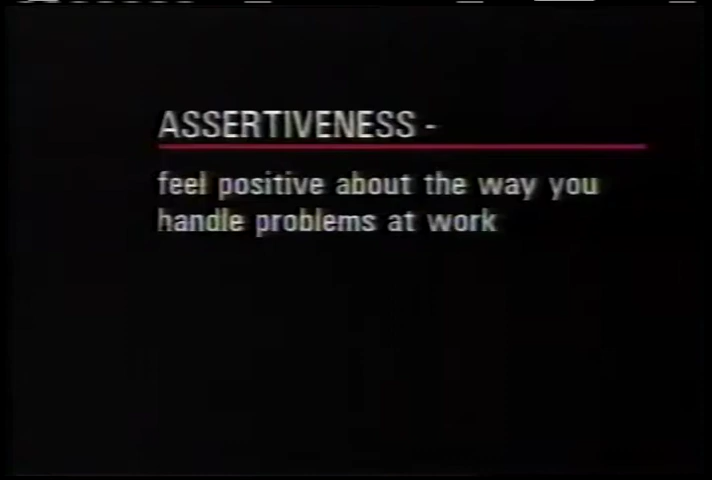 ASSERTIVENESS -
feel positive about the way you
handle problems at work